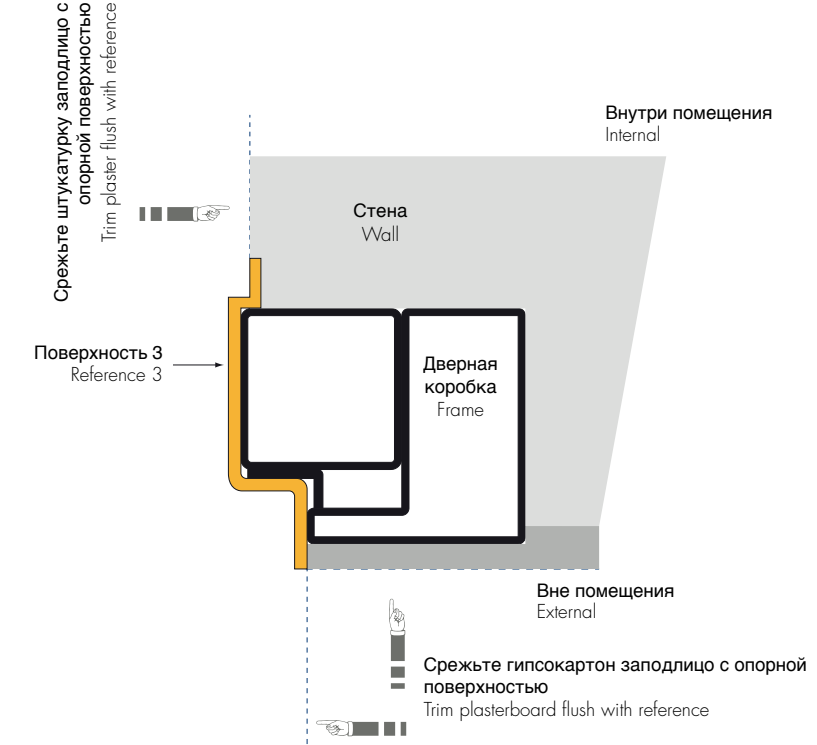 Срежьте штукатурку заподлицо с
опорной поверхностью
Trim plaster flush with reference
Внутри помещения
Internal
Стена
Wall
Поверхность 3
Reference 3
Дверная
коробка
Frame
Вне помещения
External
Срежьте гипсокартон заподлицо с опорной
поверхностью
Trim plasterboard flush with reference